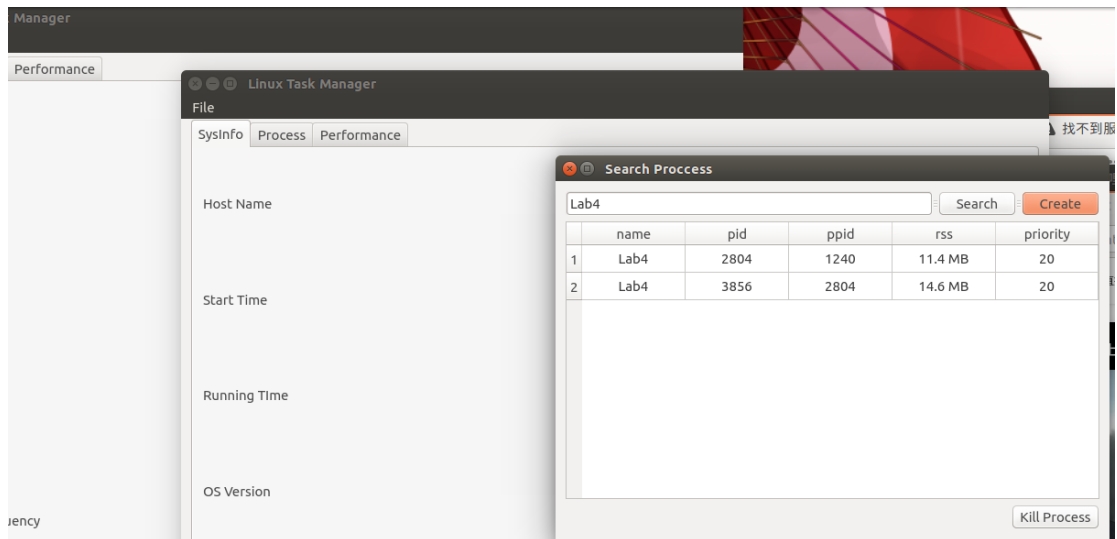 Manager
Performance
Linux Task Manager
File
SysInfo Process Performance
找不到服
Search Proccess
Lab4 Search Create
name pid ppid rss priority
1 Lab4 2804 1240 11.4 MB 20
2 Lab4 3856 2804 14.6 MB 20
Host Name
Start Time
Running TIme
OS Version
Kill Process
uency